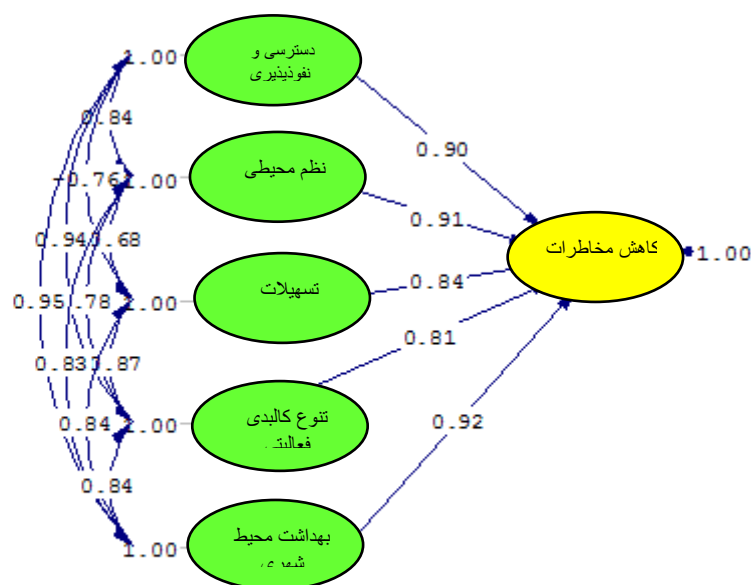 1.00
دسترسی و
نفوذپذیری
0.84
1.00
نظم محیطی
0.76
0.90
0.91
کاهش مخاطرات
1.00
0.94
0.68
0.95
0.78
1.00
تسهیلات
0.84
0.81
0.83
0.87
0.84
1.00
تنوع کالبدی
فعالیتی
0.92
0.84
1.00
بهداشت محیط
شهری